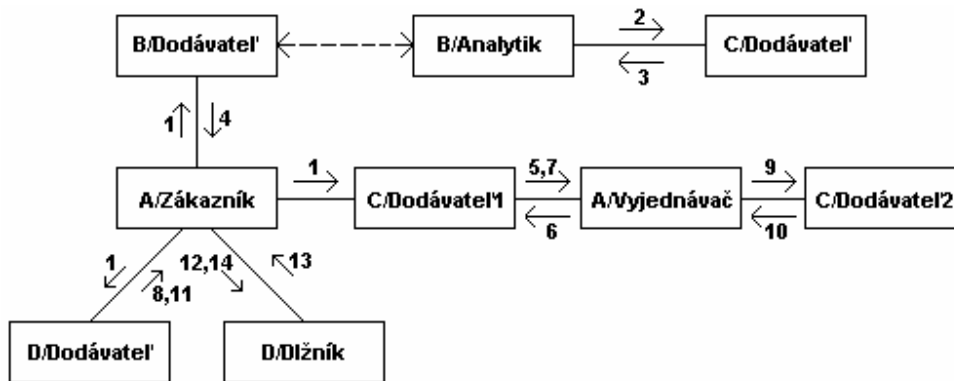 2
B/Dodávateľ
B/Analytik
C/Dodávateľ
3
1
4
1
5,7
9
A/Zákazník
C/Dodávateľ1
A/Vyjednávač
C/Dodávateľ2
6
10
1
8,11
12,14
13
D/Dodávateľ
D/Dlžník